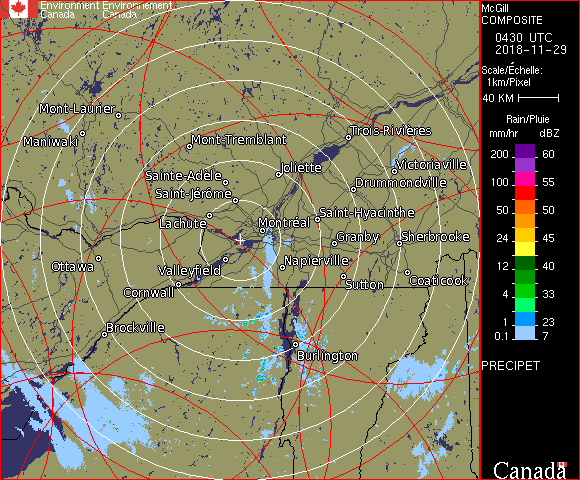 Environment Environnement
Canada Canada
McGill
COMPOSITE
0430 UTC
2018-11-29
Scale/Échelle:
1km/Pixel
40 KM
Rain/Pluie
mm/hr dBZ
200 60
155 55
100 55
50 50
24 45
12 40
4 33
1 23
0.1 7
PRECIPET
Canada
Mont-Laurier
Maniwaki
Mont-Tremblant
Trois-Rivières
Joliette
Victoriaville
Sainte-Adèle
Drummondville
Saint-Jérôme
Lachute
Saint-Hyacinthe
Montréal
Granby
Sherbrooke
Ottawa
Valleyfield
Napierville
Cornwall
Sutton
Coaticook
Brockville
Burlington